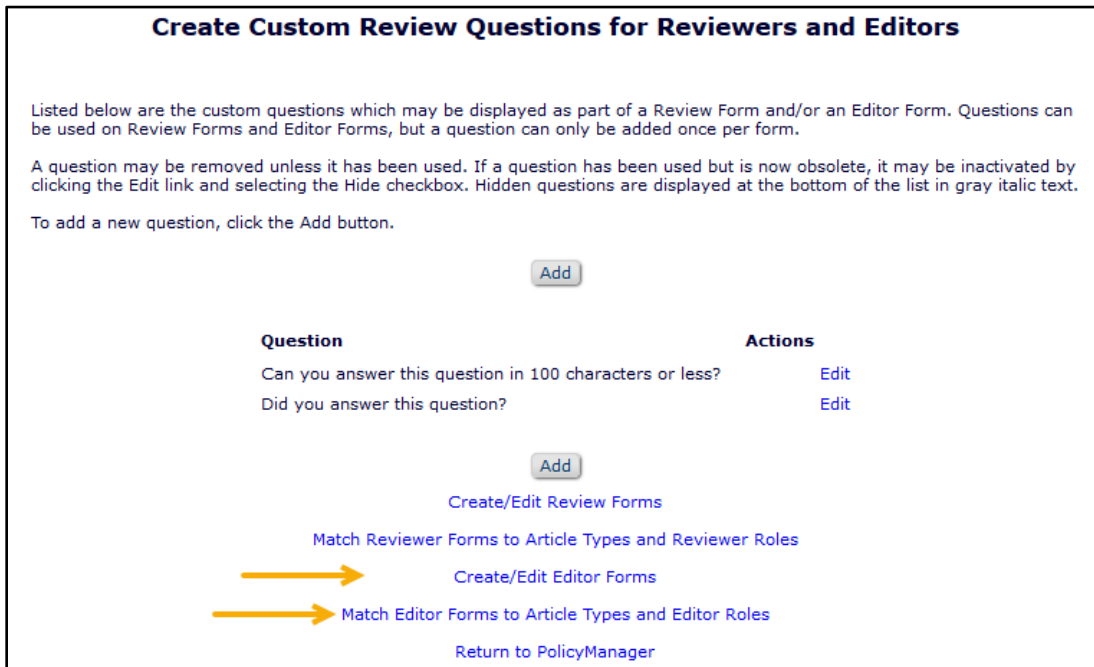 Create Custom Review Questions for Reviewers and Editors
Listed below are the custom questions which may be displayed as part of a Review Form and/or an Editor Form. Questions can
be used on Review Forms and Editor Forms, but a question can only be added once per form.
A question may be removed unless it has been used. If a question has been used but is now obsolete, it may be inactivated by
clicking the Edit link and selecting the Hide checkbox. Hidden questions are displayed at the bottom of the list in gray italic text.
To add a new question, click the Add button.
Add
Question Actions
Can you answer this question in 100 characters or less? Edit
Did you answer this question? Edit
Add
Create/Edit Review Forms
Match Reviewer Forms to Article Types and Reviewer Roles
Create/Edit Editor Forms
Match Editor Forms to Article Types and Editor Roles
Return to PolicyManager